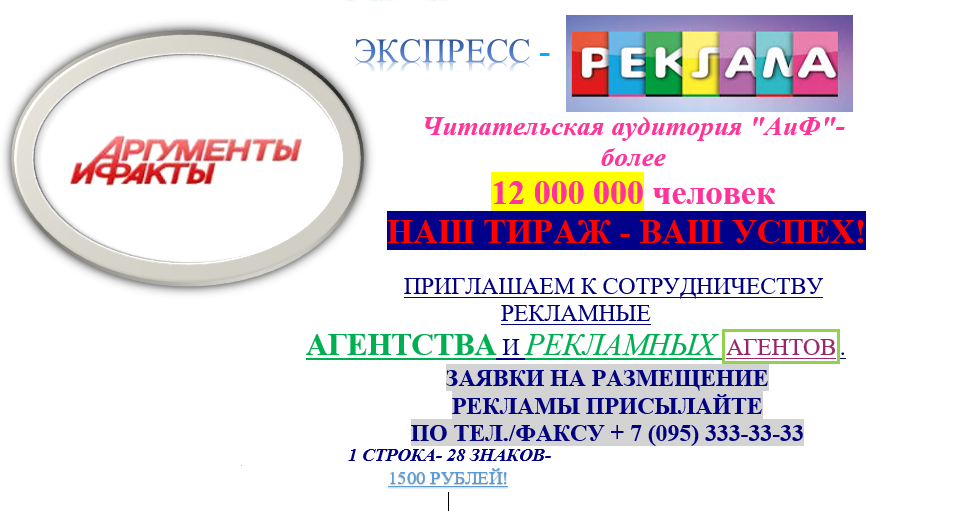 АРГУМЕНТЫ
И ФАКТЫ
ЭКСПРЕСС - РЕКЛАМА
Читательская аудитория "АиФ"-
более
12 000 000 человек
НАШ ТИРАЖ - ВАШ УСПЕХ!
ПРИГЛАШАЕМ К СОТРУДНИЧЕСТВУ
РЕКЛАМНЫЕ
АГЕНТСТВА И РЕКЛАМНЫХ АГЕНТОВ.
ЗАЯВКИ НА РАЗМЕЩЕНИЕ
РЕКЛАМЫ ПРИСЫЛАЙТЕ
ПО ТЕЛ./ФАКСУ + 7 (095) 333-33-33
1 СТРОКА- 28 ЗНАКОВ-
1500 РУБЛЕЙ!